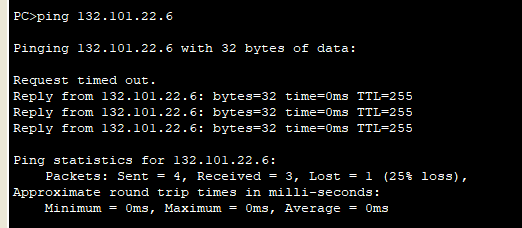 PC>ping 132.101.22.6
Pinging 132.101.22.6 with 32 bytes of data:
Request timed out.
Reply from 132.101.22.6: bytes=32 time=0ms TTL=255
Reply from 132.101.22.6: bytes=32 time=0ms TTL=255
Reply from 132.101.22.6: bytes=32 time=0ms TTL=255
Ping statistics for 132.101.22.6:
    Packets: Sent = 4, Received = 3, Lost = 1 (25% loss),
Approximate round trip times in milli-seconds:
    Minimum = 0ms, Maximum = 0ms, Average = 0ms